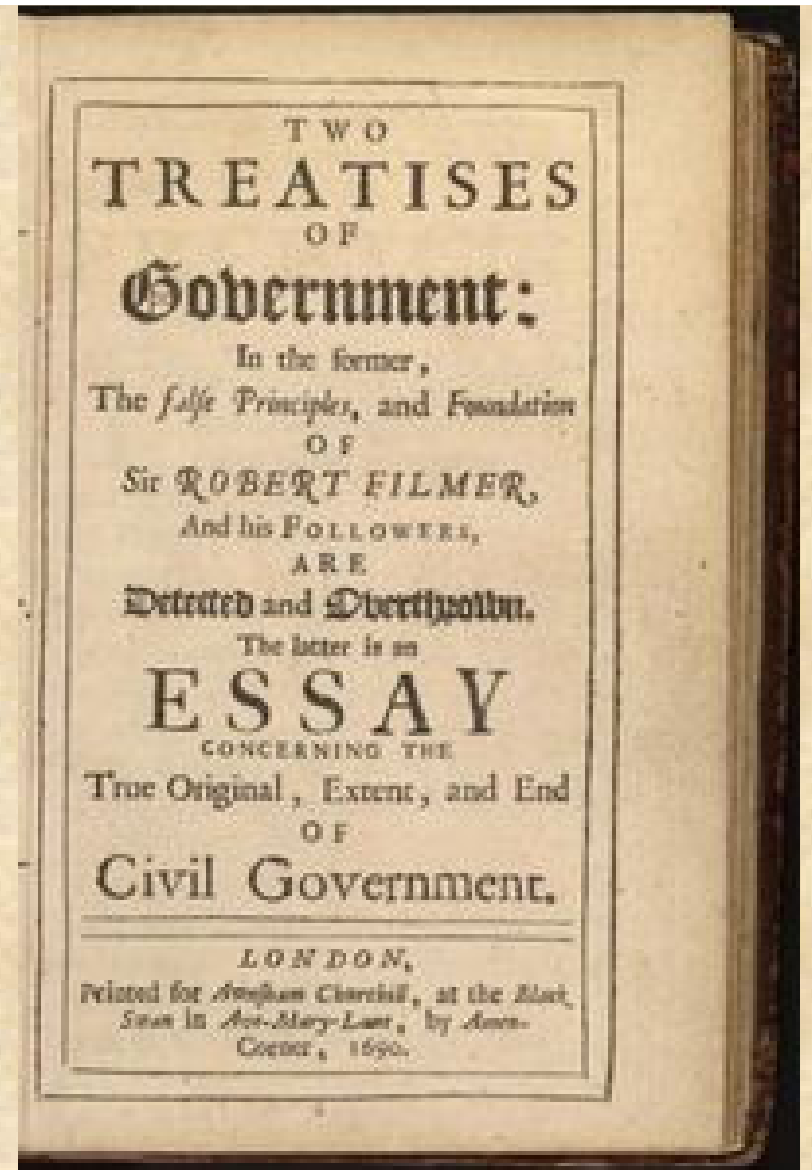 TWO
TREATISES
OF
Government:
In the former,
The false Principles, and Foundation
OF
Sir ROBERT FILMER,
And his FOLLOWERS,
ARE
Detected and Overthrown.
The latter is an
ESSAY
CONCERNING THE
True Original, Extent, and End
OF
Civil Government.
LONDON,
Printed for Awnsham Churchill, at the Black
Swan in Ave-Mary-Lane, by Amen-
Corner, 1690.